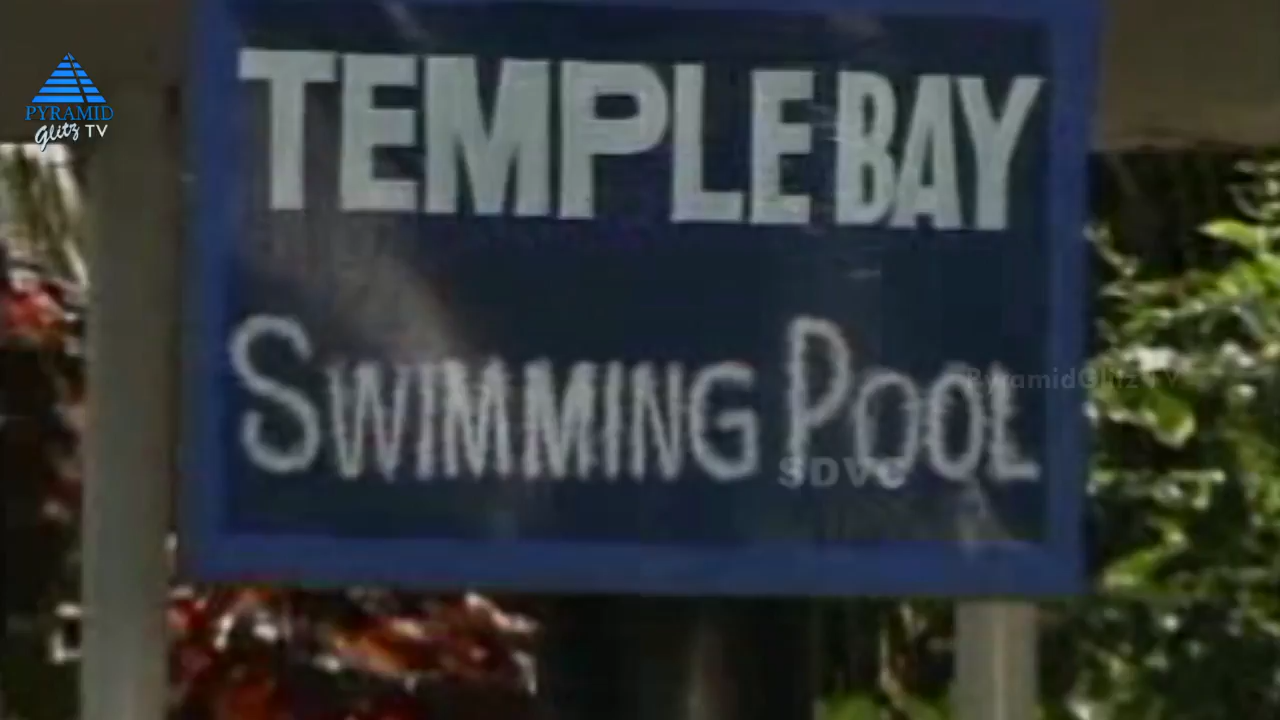 PYRAMID
glitz TV
TEMPLE BAY
SWIMMING POOL
PyramidGlitz TV
SDVC